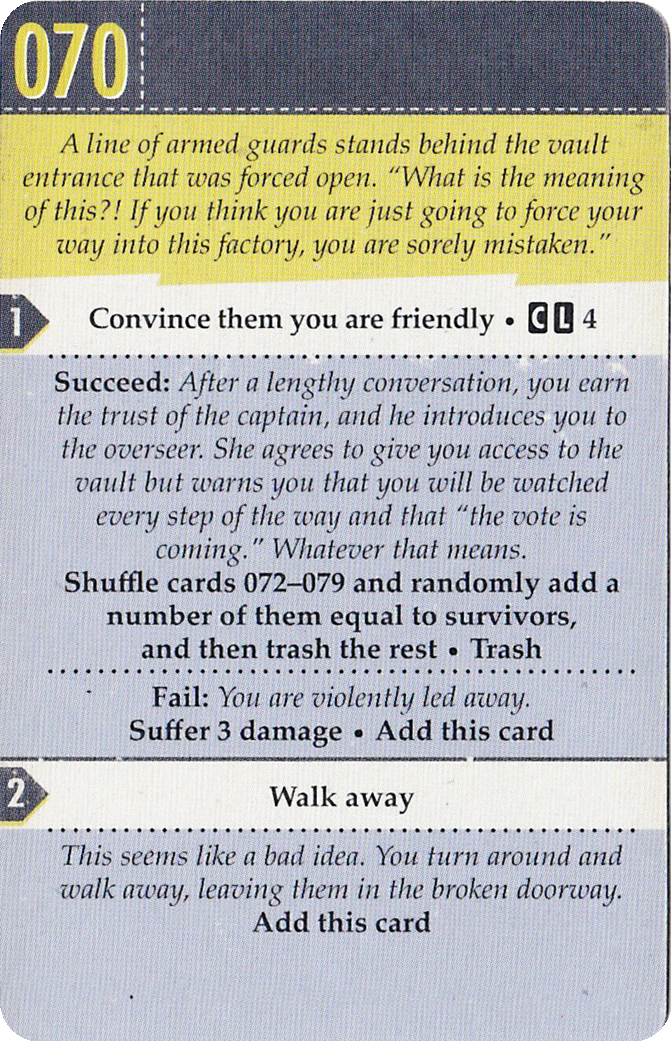 070
A line of armed guards stands behind the vault
entrance that was forced open. “What is the meaning
of this?! If you think you are just going to force your
way into this factory, you are sorely mistaken.”
1
Convince them you are friendly • C L 4
Succeed: After a lengthy conversation, you earn
the trust of the captain, and he introduces you to
the overseer. She agrees to give you access to the
vault but warns you that you will be watched
every step of the way and that “the vote is
coming.” Whatever that means.
Shuffle cards 072–079 and randomly add a
number of them equal to survivors,
and then trash the rest • Trash
Fail: You are violently led away.
Suffer 3 damage • Add this card
2
Walk away
This seems like a bad idea. You turn around and
walk away, leaving them in the broken doorway.
Add this card